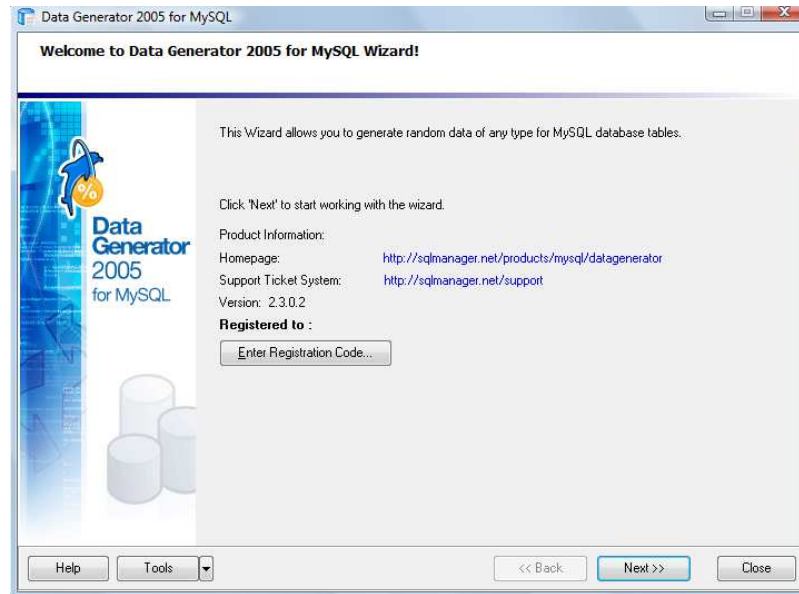 Data Generator 2005 for MySQL
Welcome to Data Generator 2005 for MySQL Wizard!
This Wizard allows you to generate random data of any type for MySQL database tables.
%
Click 'Next' to start working with the wizard.
Data
Generator
2005
for MySQL
Product Information:
Homepage: http://sqlmanager.net/products/mysql/datagenerator
Support Ticket System: http://sqlmanager.net/support
Version: 2.3.0.2
Registered to :
Enter Registration Code...
Help Tools << Back Next >> Close